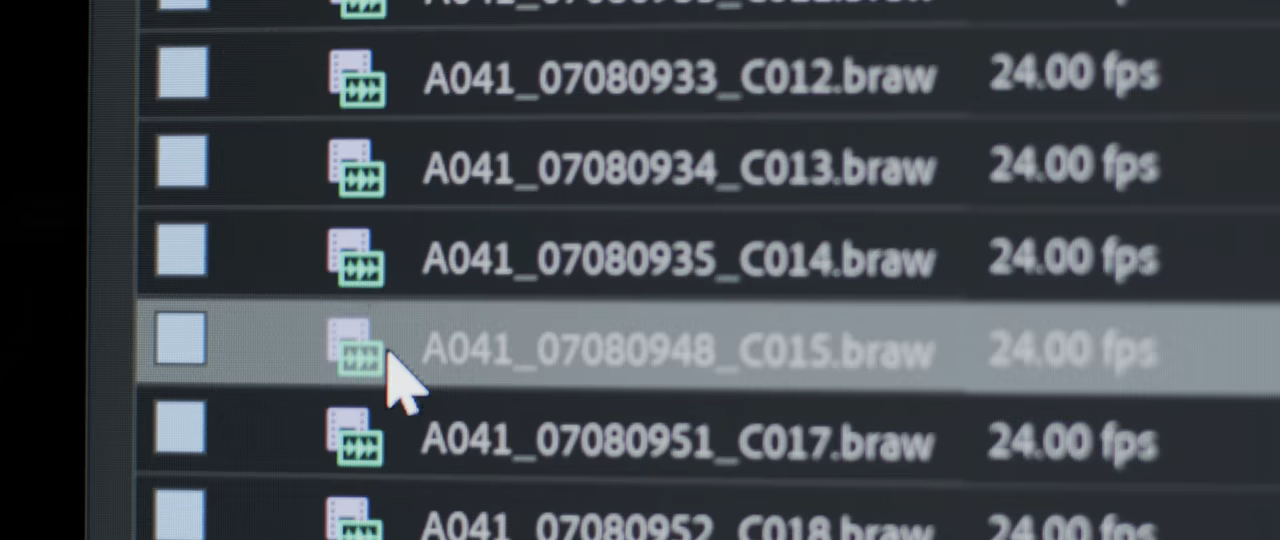 A041_07080933_C012.braw 24.00 fps
A041_07080934_C013.braw 24.00 fps
A041_07080935_C014.braw 24.00 fps
A041_07080948_C015.braw 24.00 fps
A041_07080951_C017.braw 24.00 fps
A041_07080952_C018.braw 24.00 fps